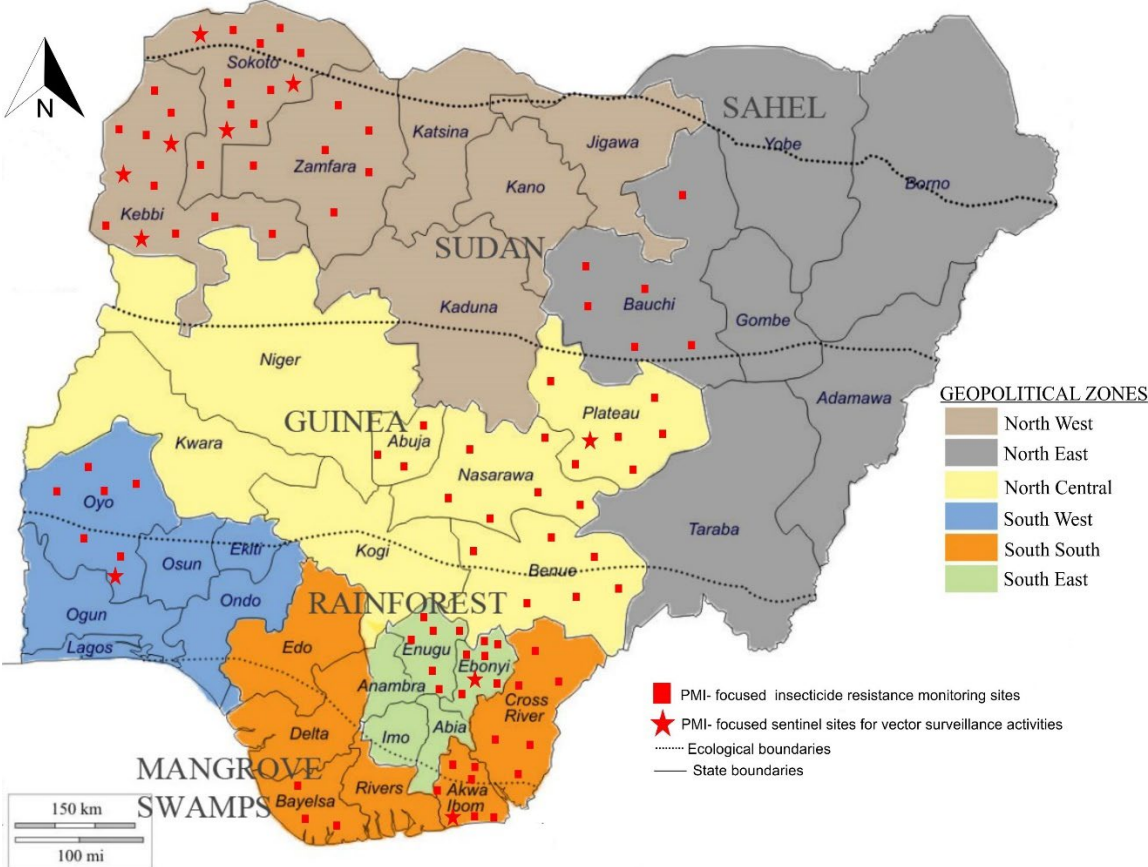 N
Sokoto
SAHEL
Katsina
Jigawa
Yobe
Zamfara
Kano
Borno
Kebbi
SUDAN
Kaduna
Bauchi
Gombe
Niger
Adamawa
GUINEA
Plateau
Kwara
Abuja
Nasarawa
Oyo
Taraba
Osun
Ekiti
Kogi
Benue
Ogun
Ondo
RAINFOREST
Lagos
Edo
Enugu
Ebonyi
Anambra
Cross
River
Imo
Abia
Delta
MANGROVE
SWAMPS
Rivers
Akwa
Ibom
Bayelsa
GEOPOLITICAL ZONES
North West
North East
North Central
South West
South South
South East
PMI- focused insecticide resistance monitoring sites
PMI- focused sentinel sites for vector surveillance activities
Ecological boundaries
State boundaries
150 km
100 mi